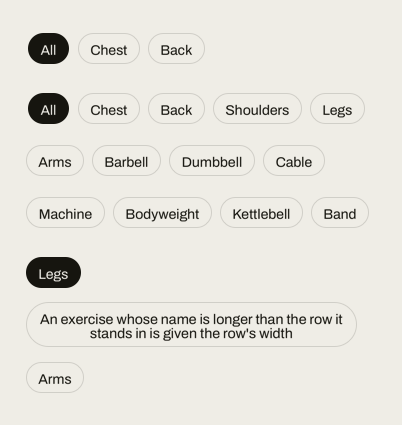 All Chest Back
All Chest Back Shoulders Legs
Arms Barbell Dumbbell Cable
Machine Bodyweight Kettlebell Band
Legs
An exercise whose name is longer than the row it
stands in is given the row's width
Arms